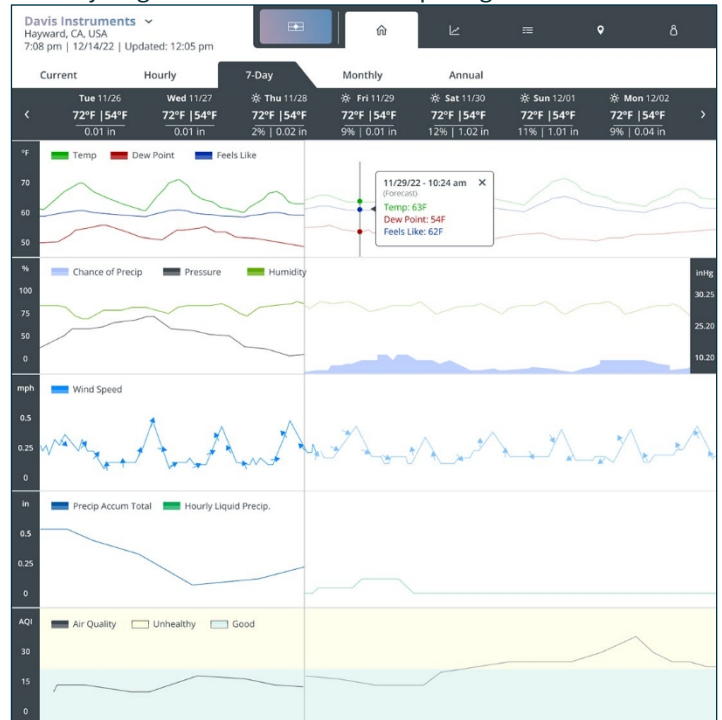 Davis Instruments
Hayward, CA, USA
7:08 pm | 12/14/22 | Updated: 12:05 pm
Current Hourly 7-Day Monthly Annual
Tue 11/26 Wed 11/27 Thu 11/28 Fri 11/29 Sat 11/30 Sun 12/01 Mon 12/02
72°F |54°F 72°F |54°F 72°F |54°F 72°F |54°F 72°F |54°F 72°F |54°F 72°F |54°F
0.01 in 0.01 in 2% | 0.02 in 9% | 0.01 in 12% | 1.02 in 11% | 1.01 in 9% | 0.04 in
°F Temp Dew Point Feels Like
70
60
50
11/29/22 - 10:24 am X
(Forecast)
Temp: 63F
Dew Point: 54F
Feels Like: 62F
% Chance of Precip Pressure Humidity inHg
100 30.25
75
50 25.20
0 10.20
mph Wind Speed
0.5
0.25
0
in Precip Accum Total Hourly Liquid Precip.
0.5
0.25
0
AQI Air Quality Unhealthy Good
30
15
0